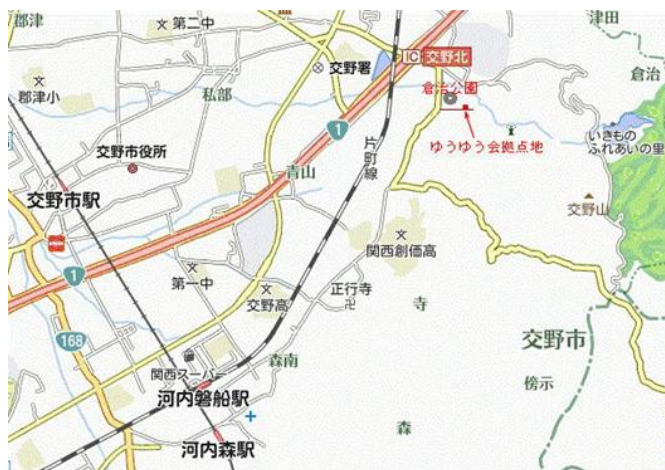 郡津
第二中
津田
交野署
IC 交野北
倉治
郡津小
私部
倉治公園
1
いきもの
ふれあいの里
交野市役所
片町線
ゆうゆう会拠点地
青山
交野市駅
交野山
関西創価高
1
第一中
正行寺
交野高
寺
168
交野市
関西スーパー
森南
傍示
河内磐船駅
森
河内森駅